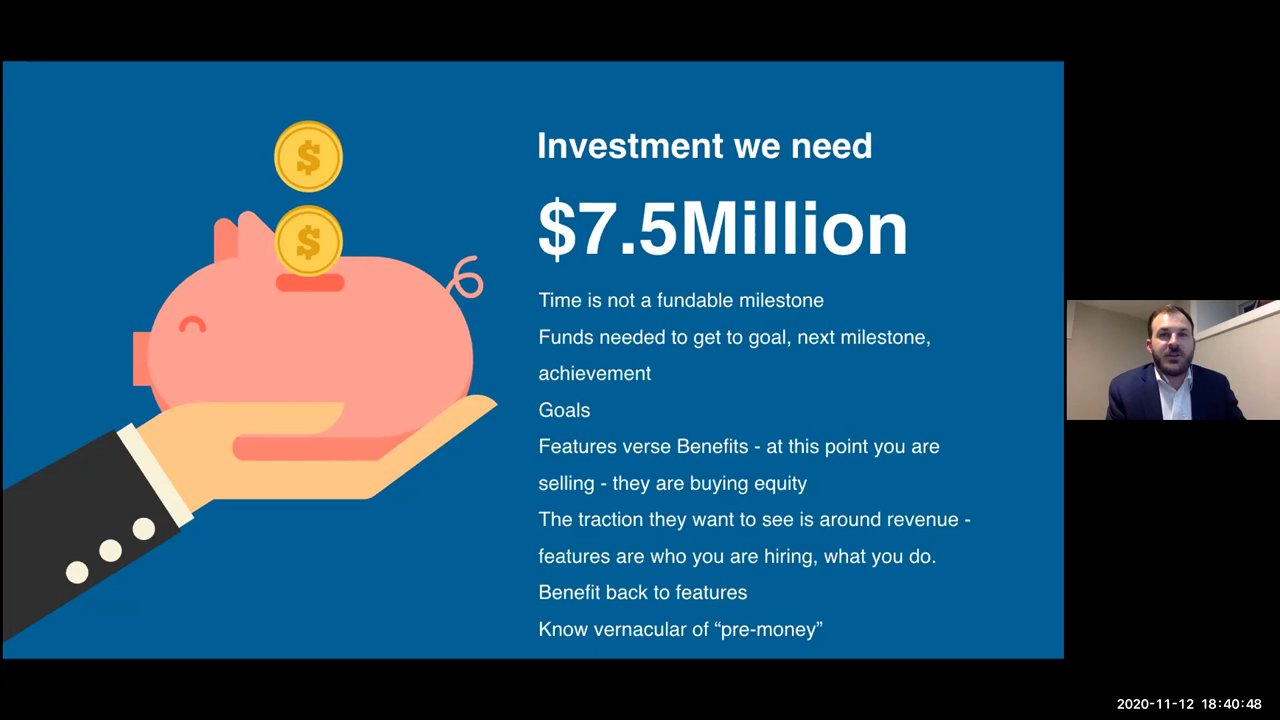 Investment we need
$7.5Million
Time is not a fundable milestone
Funds needed to get to goal, next milestone,
achievement
Goals
Features verse Benefits - at this point you are
selling - they are buying equity
The traction they want to see is around revenue -
features are who you are hiring, what you do.
Benefit back to features
Know vernacular of “pre-money”
$
$
2020-11-12 18:40:48